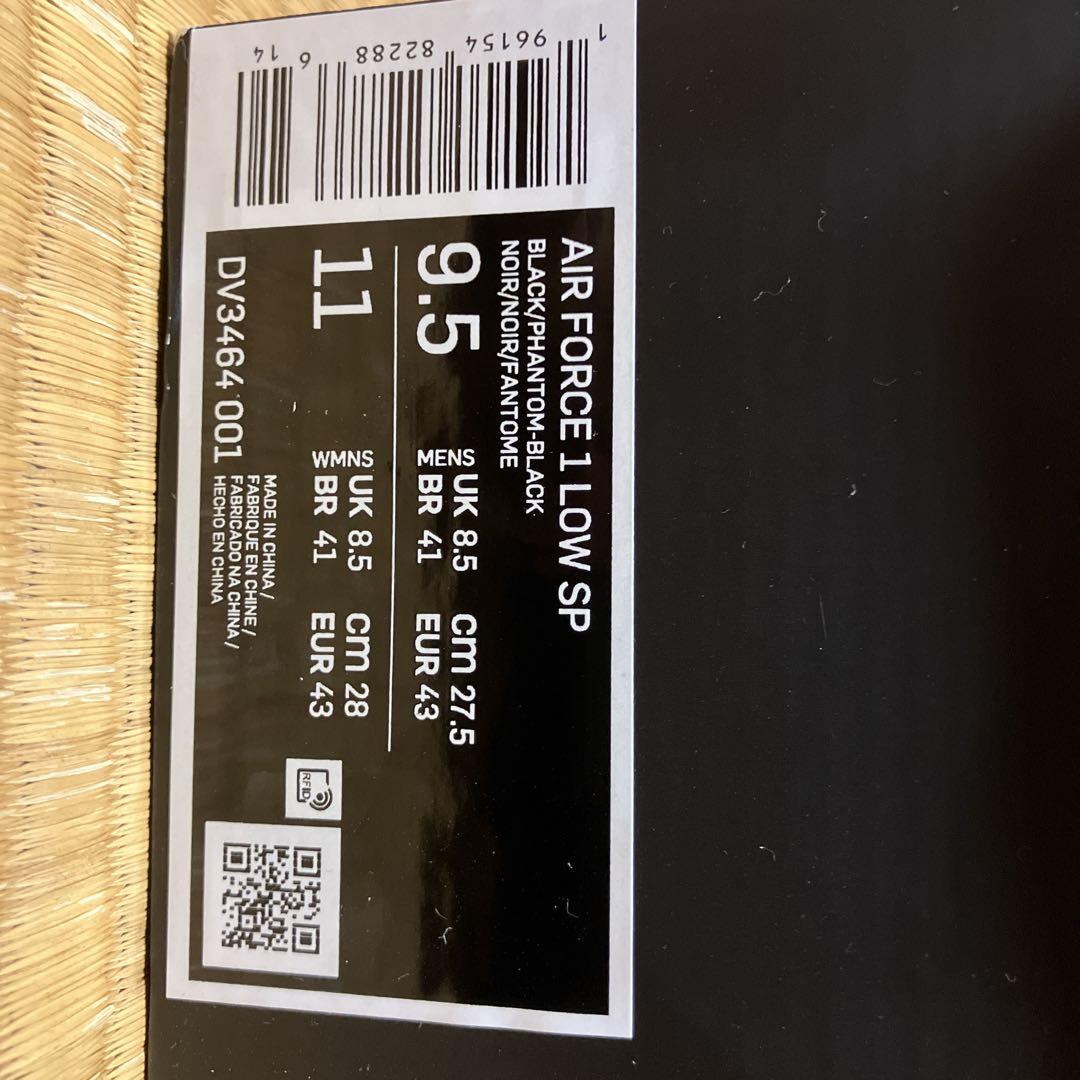 AIR FORCE 1 LOW SP
BLACK/PHANTOM-BLACK
NOIR/NOIR/FANTOME
9.5
MENS
UK 8.5 cm 27.5
BR 41 EUR 43
11
WMNS
UK 8.5 cm 28
BR 41 EUR 43
DV3464 001
MADE IN CHINA/
FABRIQUE EN CHINE/
FABRICADO NA CHINA/
HECHO EN CHINA
RFID
1 96154 82288 6 14